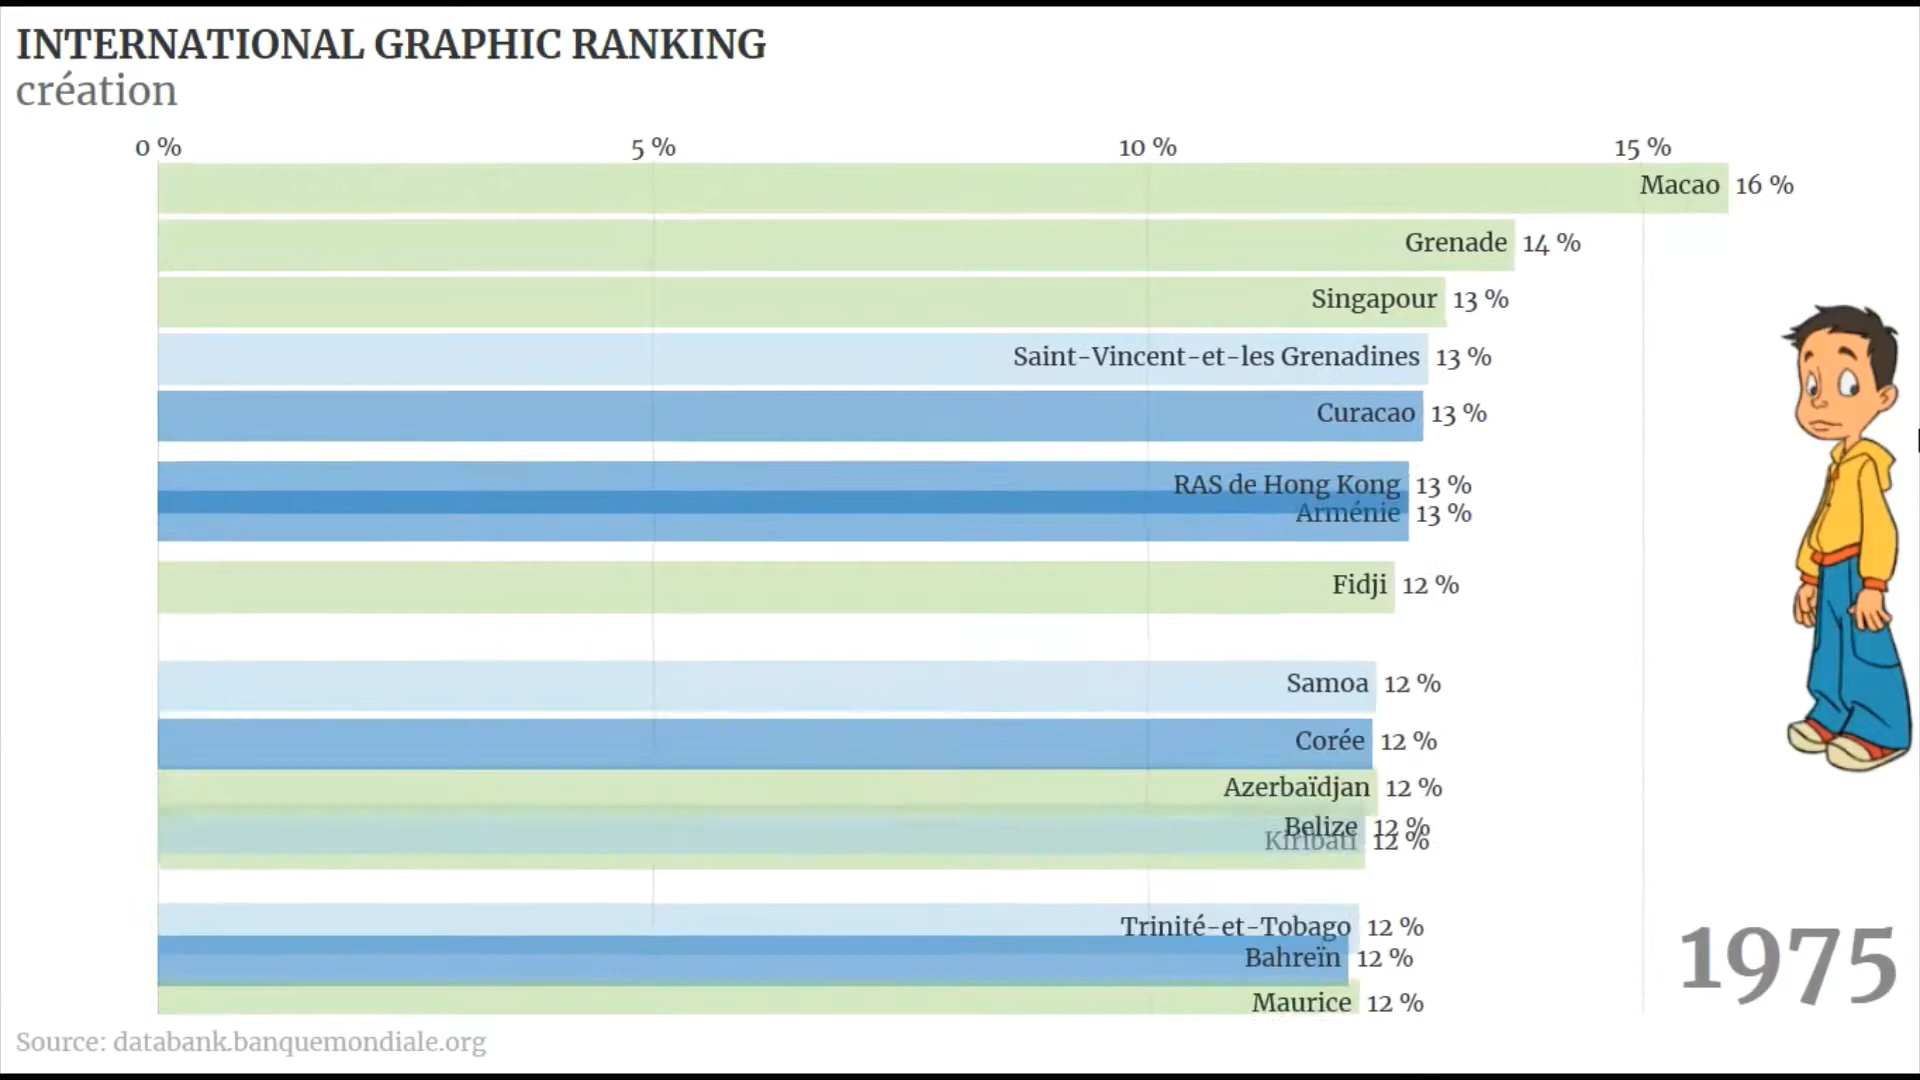 INTERNATIONAL GRAPHIC RANKING
création
0 % 5 % 10 % 15 %
Macao 16 %
Grenade 14 %
Singapour 13 %
Saint-Vincent-et-les Grenadines 13 %
Curacao 13 %
RAS de Hong Kong 13 %
Arménie 13 %
Fidji 12 %
Samoa 12 %
Corée 12 %
Azerbaïdjan 12 %
Belize 12 %
Kiribati 12 %
Trinité-et-Tobago 12 %
Bahreïn 12 %
Maurice 12 %
1975
Source: databank.banquemondiale.org